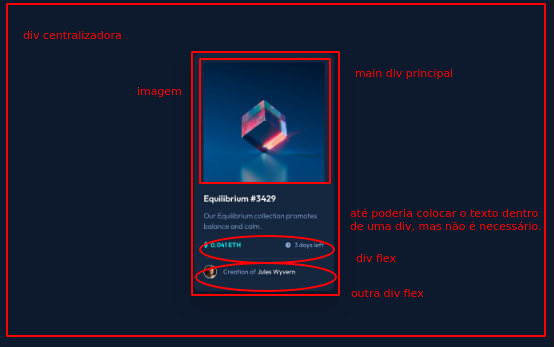 div centralizadora
main div principal
imagem
Equilibrium #3429
Our Equilibrium collection promotes
balance and calm.
até poderia colocar o texto dentro
de uma div, mas não é necessário.
0.041 ETH
3 days left
div flex
Creation of Jules Wyvern
outra div flex